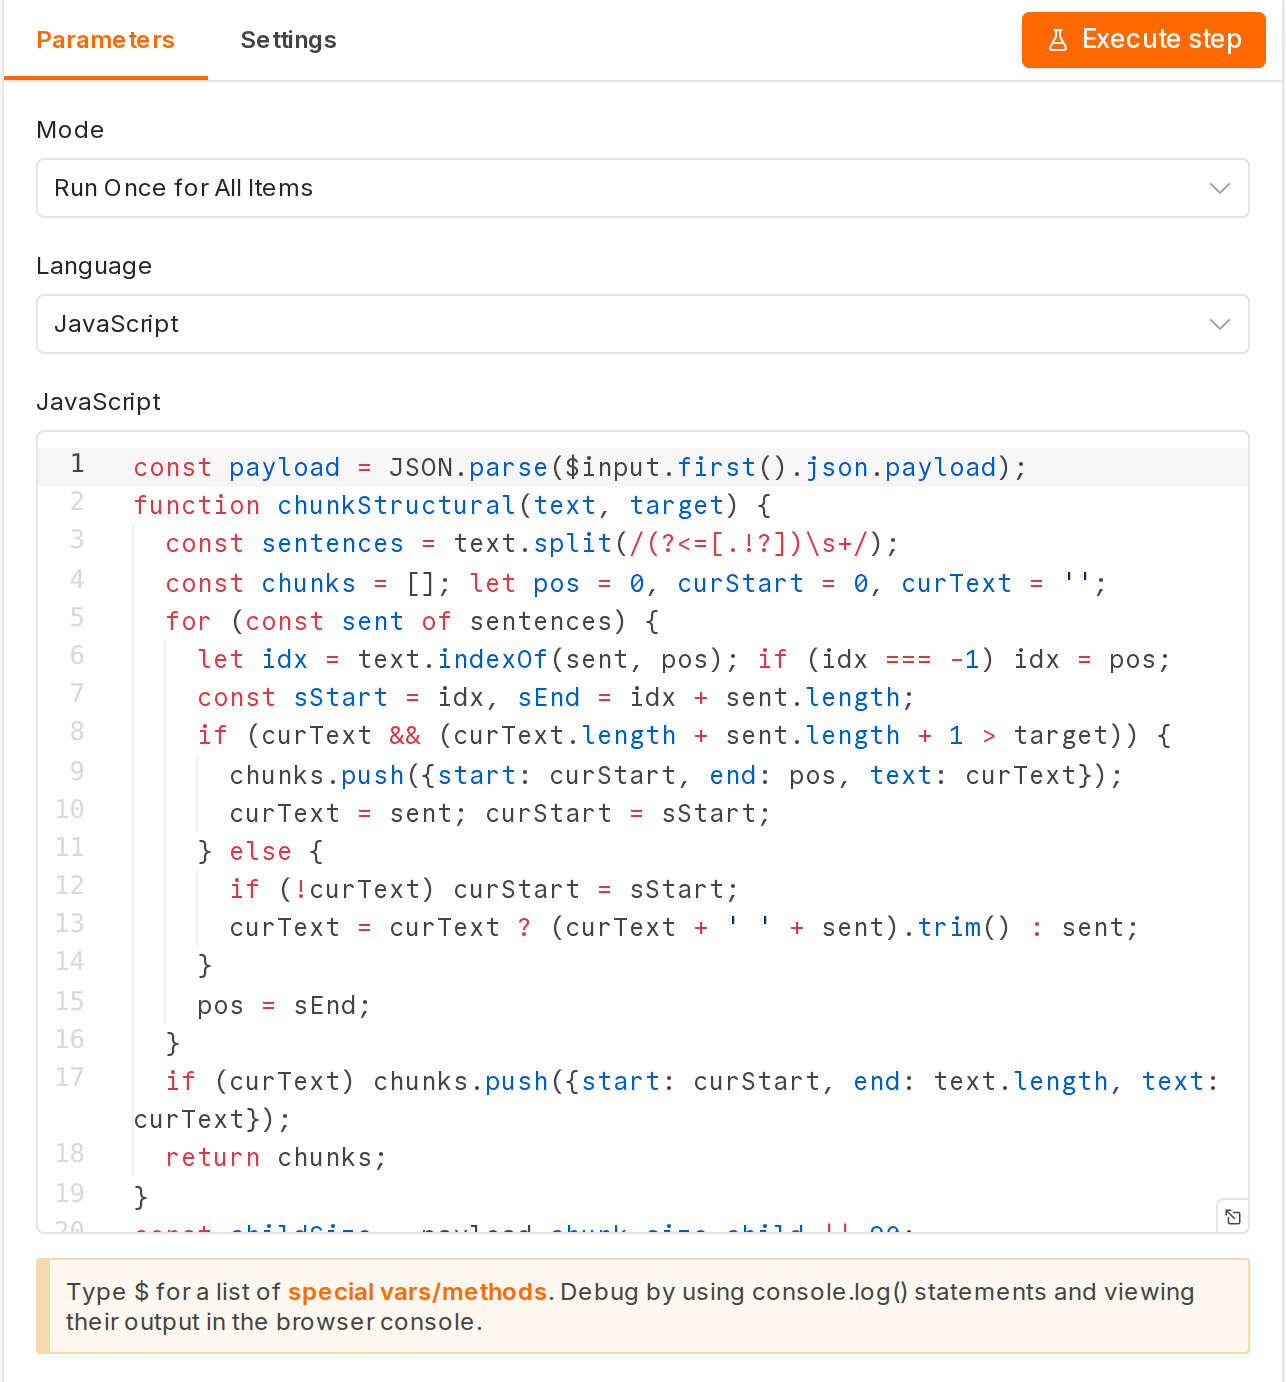 Parameters Settings Execute step
Mode
Run Once for All Items
Language
JavaScript
JavaScript
1 const payload = JSON.parse($input.first().json.payload);
2 function chunkStructural(text, target) {
3 const sentences = text.split(/(?<=[.!?])\s+/);
4 const chunks = []; let pos = 0, curStart = 0, curText = '';
5 for (const sent of sentences) {
6 let idx = text.indexOf(sent, pos); if (idx === -1) idx = pos;
7 const sStart = idx, sEnd = idx + sent.length;
8 if (curText && (curText.length + sent.length + 1 > target)) {
9 chunks.push({start: curStart, end: pos, text: curText});
10 curText = sent; curStart = sStart;
11 } else {
12 if (!curText) curStart = sStart;
13 curText = curText ? (curText + ' ' + sent).trim() : sent;
14 }
15 pos = sEnd;
16 }
17 if (curText) chunks.push({start: curStart, end: text.length, text:
curText});
18 return chunks;
19 }
20 const childSize = payload.chunk_size_child || 90;
Type $ for a list of special vars/methods. Debug by using console.log() statements and viewing
their output in the browser console.